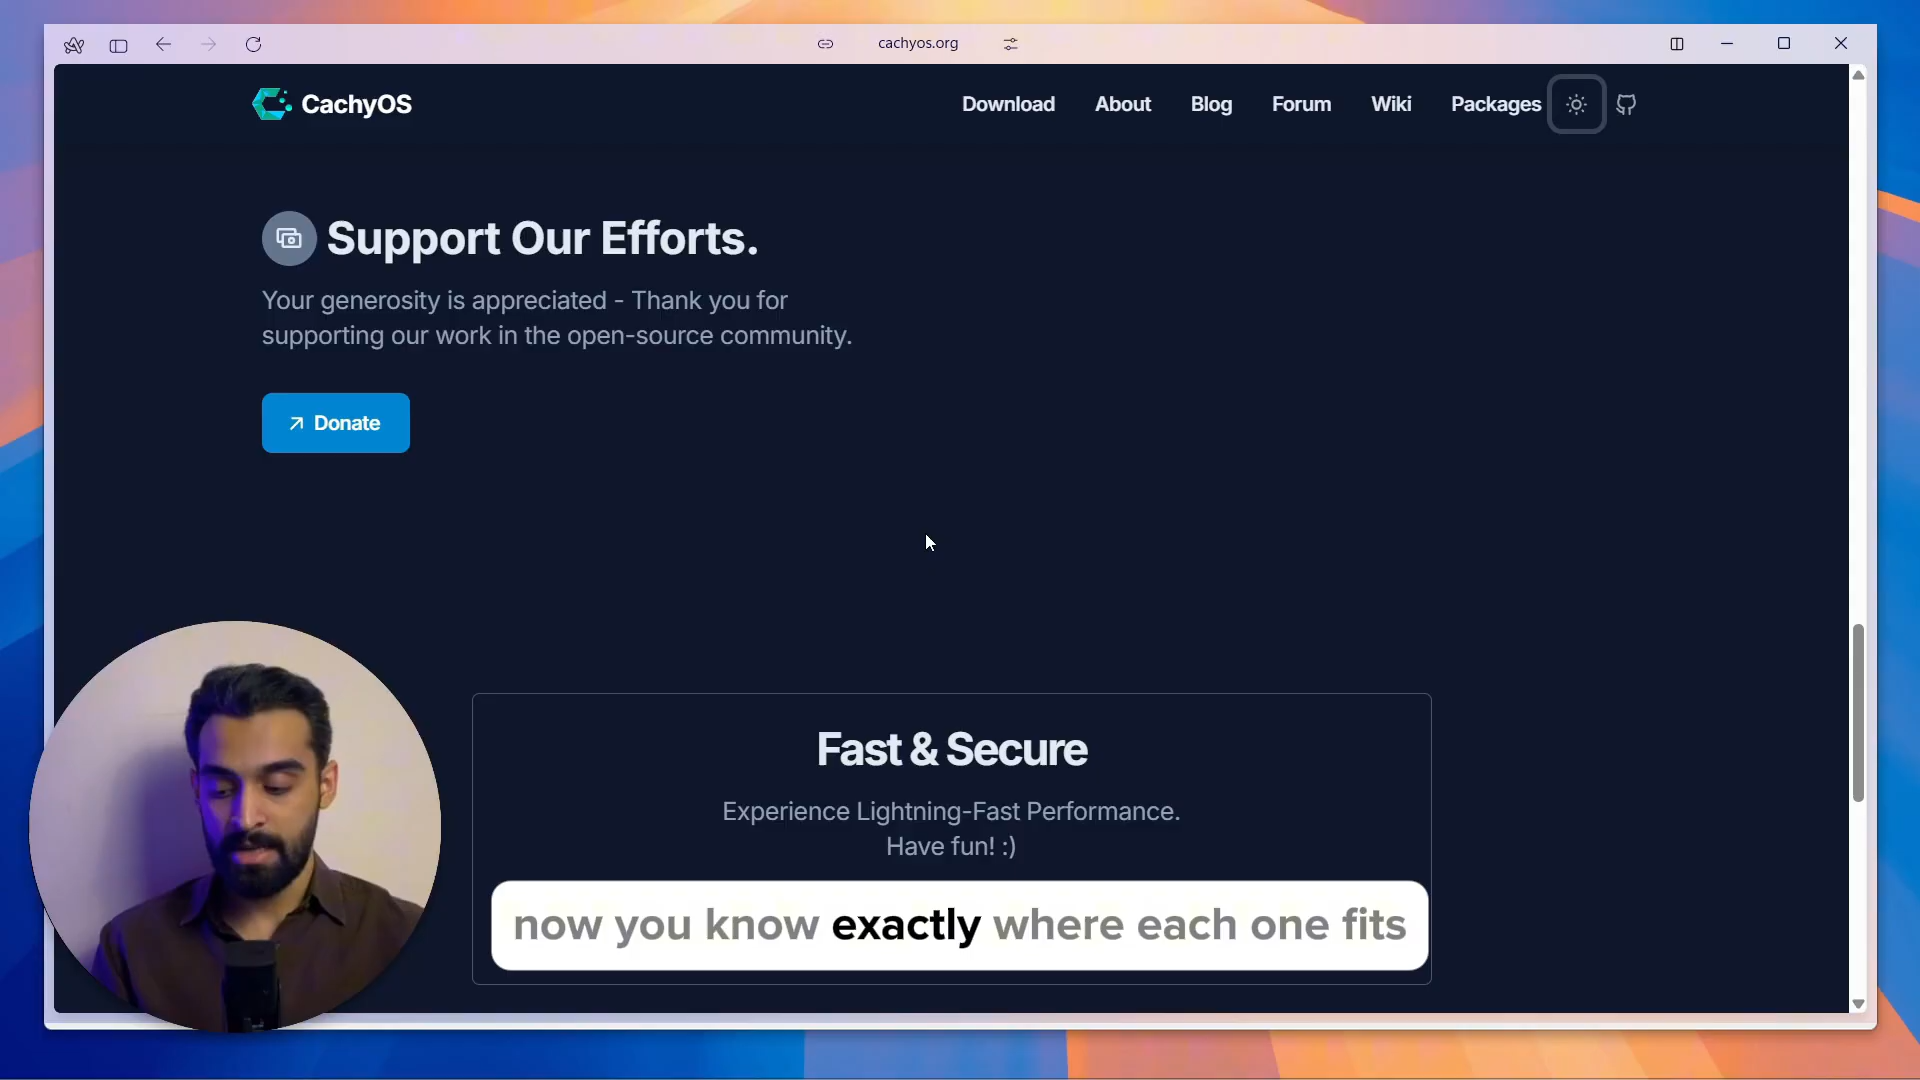 cachyos.org
CachyOS
Download About Blog Forum Wiki Packages
Support Our Efforts.
Your generosity is appreciated - Thank you for
supporting our work in the open-source community.
Donate
Fast & Secure
Experience Lightning-Fast Performance.
Have fun! :)
now you know exactly where each one fits